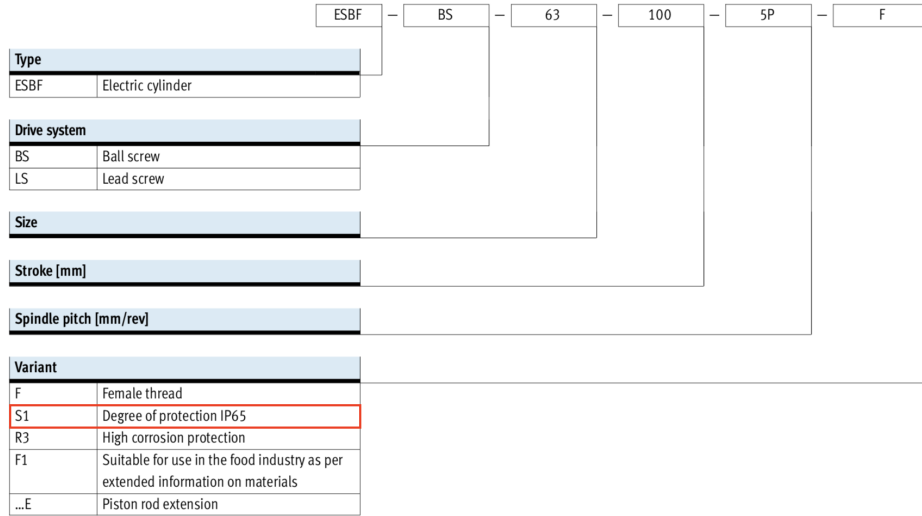 ESBF – BS – 63 – 100 – 5P – F
Type
ESBF Electric cylinder
Drive system
BS Ball screw
LS Lead screw
Size
Stroke [mm]
Spindle pitch [mm/rev]
Variant
F Female thread
S1 Degree of protection IP65
R3 High corrosion protection
F1 Suitable for use in the food industry as per
extended information on materials
...E Piston rod extension